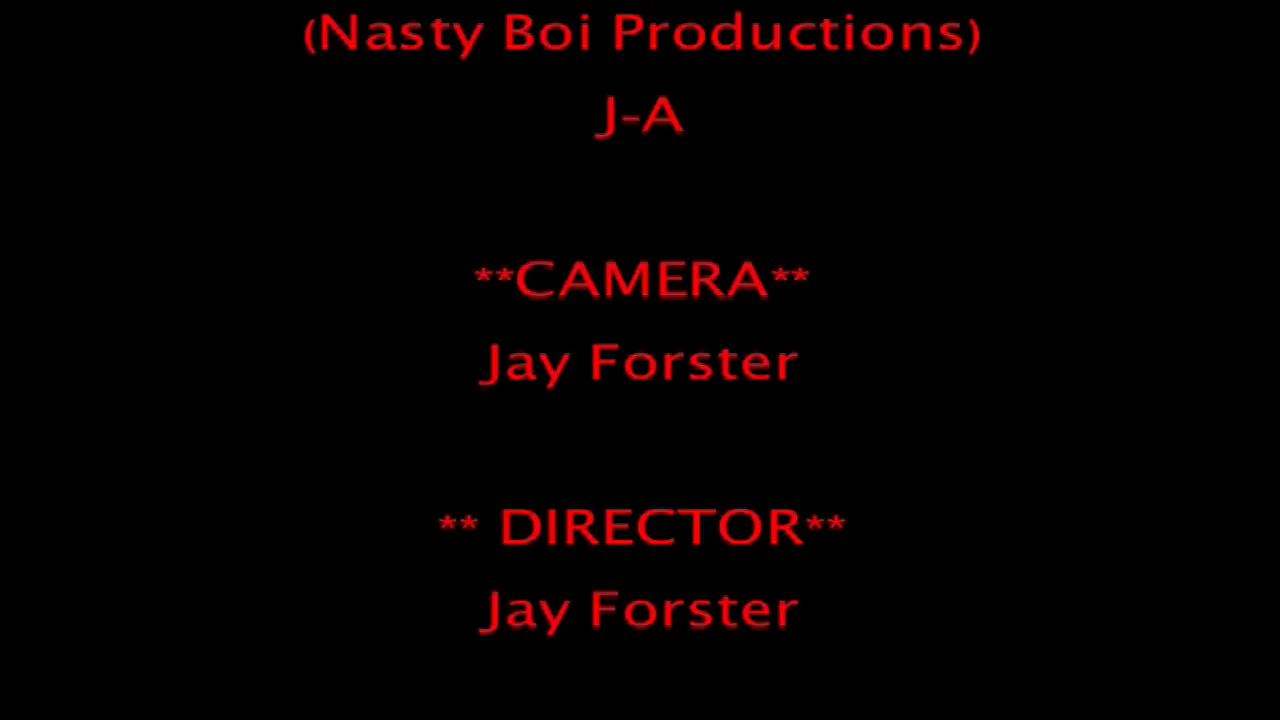 (Nasty Boi Productions)
J-A
**CAMERA**
Jay Forster
** DIRECTOR**
Jay Forster